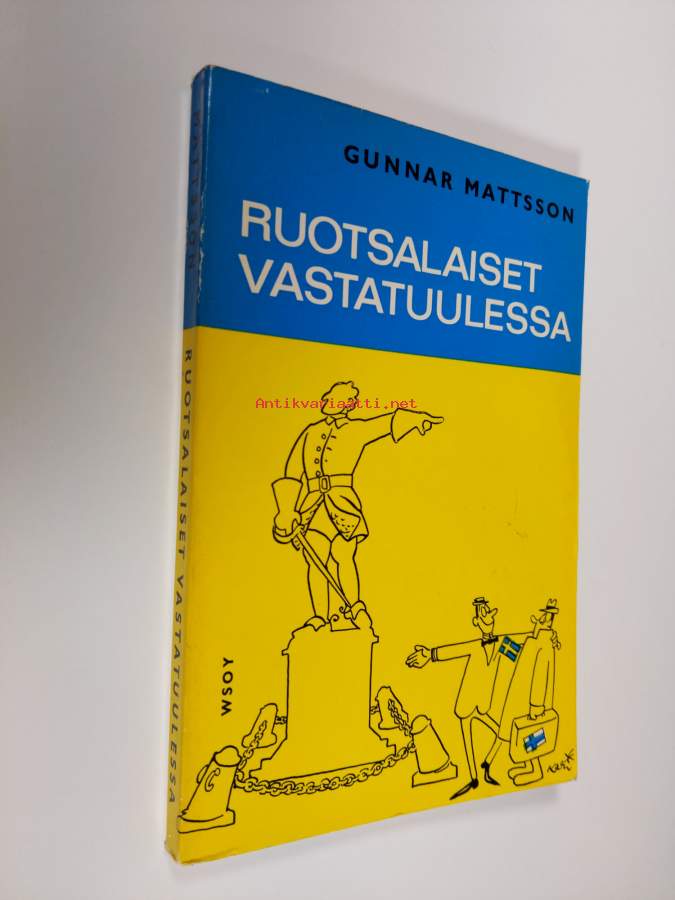 GUNNAR MATTSSON
RUOTSALAISET
VASTATUULESSA
Antikvariaatti.net
WSOY
RUOTSALAISET VASTATUULESSA